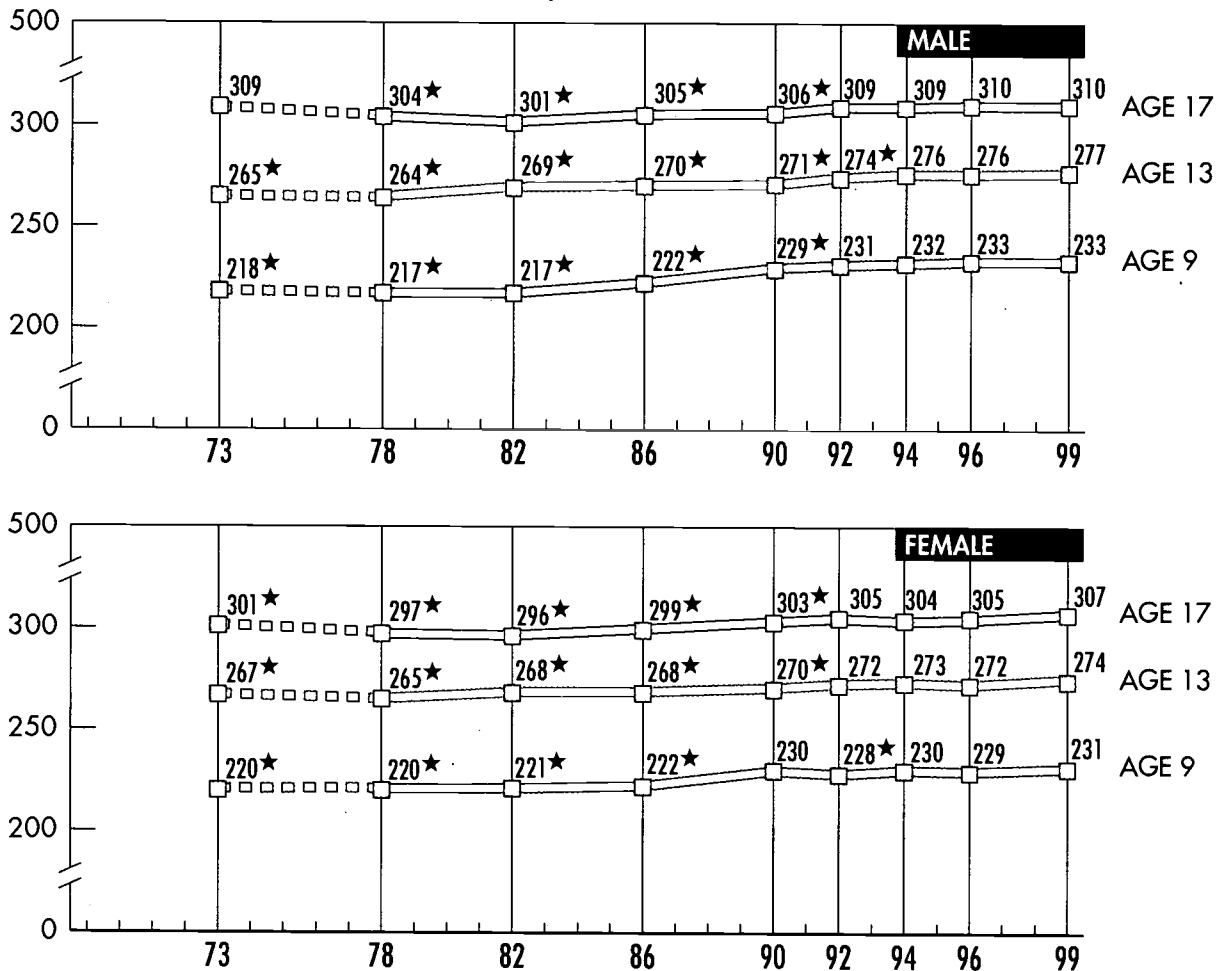 500
MALE
309 304★ 301★ 305★ 306★ 309 309 310 310 AGE 17
300
265★ 264★ 269★ 270★ 271★ 274★ 276 276 277 AGE 13
250
218★ 217★ 217★ 222★ 229★ 231 232 233 233 AGE 9
200
0
73 78 82 86 90 92 94 96 99
500
FEMALE
301★ 297★ 296★ 299★ 303★ 305 304 305 307 AGE 17
300
267★ 265★ 268★ 268★ 270★ 272 273 272 274 AGE 13
250
220★ 220★ 221★ 222★ 230 228★ 230 229 231 AGE 9
200
0
73 78 82 86 90 92 94 96 99